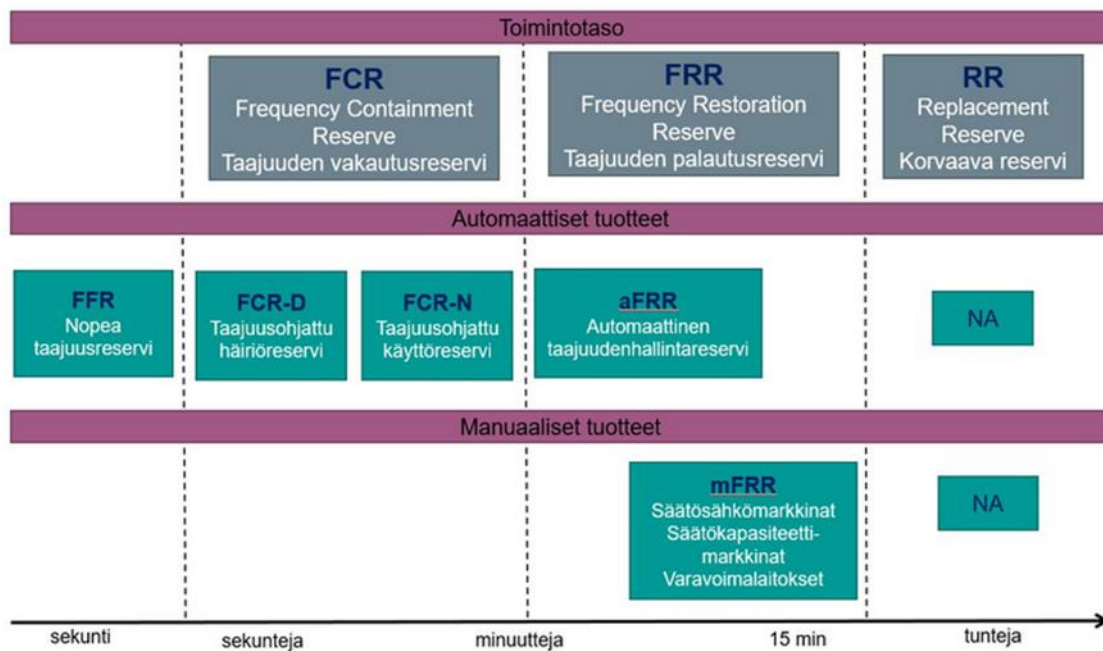 Toimintotaso
FCR
Frequency Containment
Reserve
Taajuuden vakautusreservi
FRR
Frequency Restoration
Reserve
Taajuuden palautusreservi
RR
Replacement
Reserve
Korvaava reservi
Automaattiset tuotteet
FFR
Nopea
taajuusreservi
FCR-D
Taajuusohjattu
häiriöreservi
FCR-N
Taajuusohjattu
käyttöreservi
aFRR
Automaattinen
taajuudenhallintareservi
NA
Manuaaliset tuotteet
mFRR
Säätösähkömarkkinat
Säätökapasiteetti-
markkinat
Varavoimalaitokset
NA
sekunti
sekunteja
minuutteja
15 min
tunteja